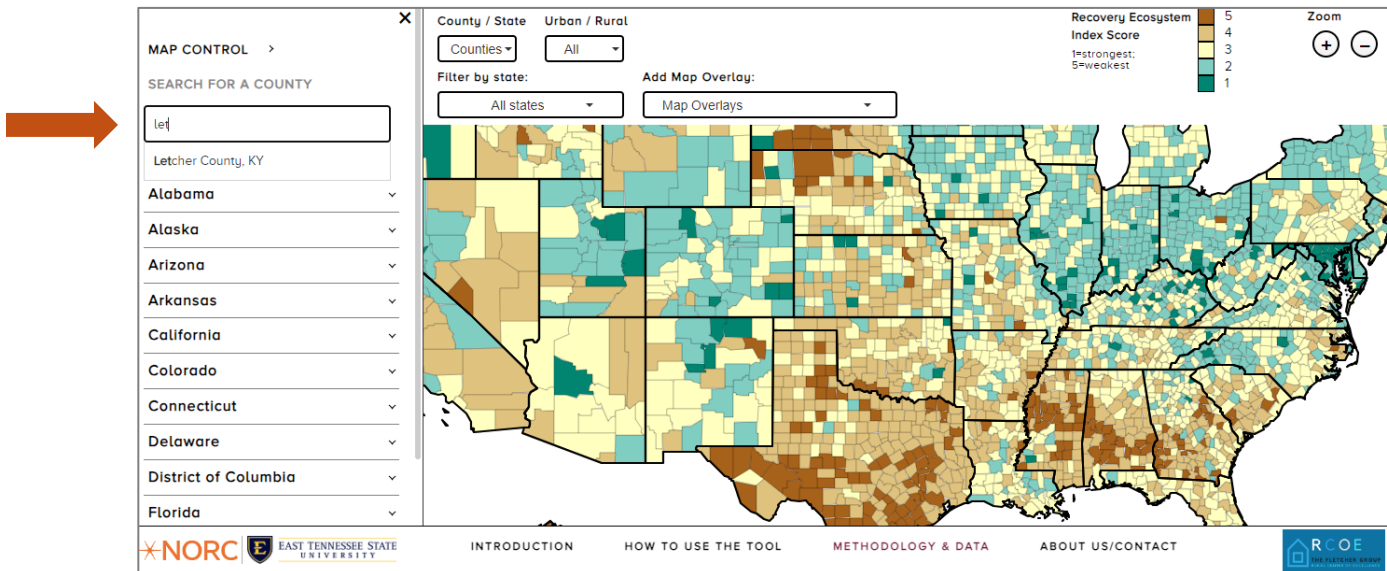 ×
MAP CONTROL >
SEARCH FOR A COUNTY
let
Letcher County, KY
Alabama
Alaska
Arizona
Arkansas
California
Colorado
Connecticut
Delaware
District of Columbia
Florida
County / State
Urban / Rural
Counties
All
Filter by state:
Add Map Overlay:
All states
Map Overlays
Recovery Ecosystem
Index Score
1=strongest;
5=weakest
5
4
3
2
1
Zoom
+ −
NORC
E
EAST TENNESSEE STATE
UNIVERSITY
INTRODUCTION
HOW TO USE THE TOOL
METHODOLOGY & DATA
ABOUT US/CONTACT
RCOE
THE FLETCHER GROUP